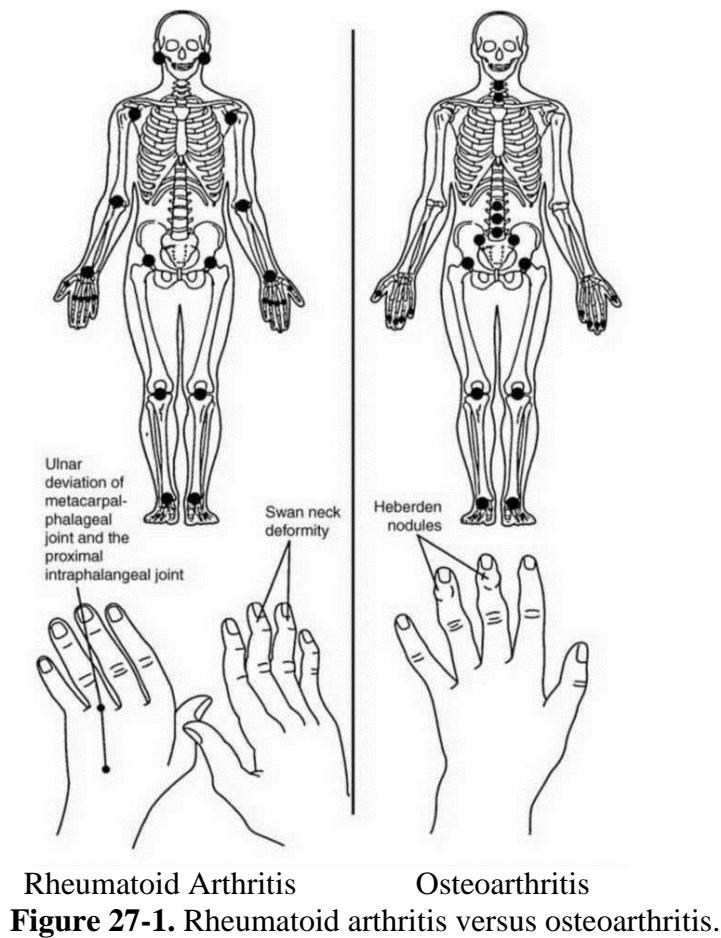 Ulnar
deviation of
metacarpal-
phalageal
joint and the
proximal
intraphalangeal joint
Swan neck
deformity
Heberden
nodules
Rheumatoid Arthritis
Osteoarthritis
Figure 27-1. Rheumatoid arthritis versus osteoarthritis.